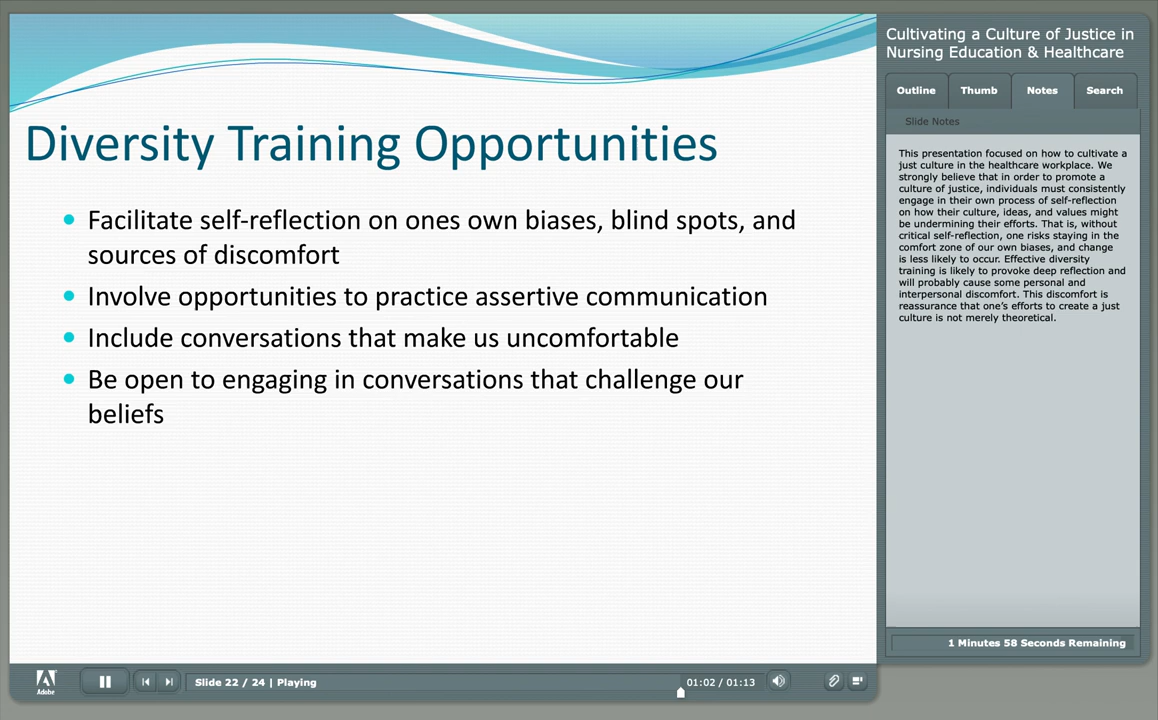 Diversity Training Opportunities
Facilitate self-reflection on ones own biases, blind spots, and
sources of discomfort
Involve opportunities to practice assertive communication
Include conversations that make us uncomfortable
Be open to engaging in conversations that challenge our
beliefs
Adobe
Slide 22 / 24 | Playing
01:02 / 01:13
Cultivating a Culture of Justice in
Nursing Education & Healthcare
Outline Thumb Notes Search
Slide Notes
This presentation focused on how to cultivate a
just culture in the healthcare workplace. We
strongly believe that in order to promote a
culture of justice, individuals must consistently
engage in their own process of self-reflection
on how their culture, ideas, and values might
be undermining their efforts. That is, without
critical self-reflection, one risks staying in the
comfort zone of our own biases, and change
is less likely to occur. Effective diversity
training is likely to provoke deep reflection and
will probably cause some personal and
interpersonal discomfort. This discomfort is
reassurance that one's efforts to create a just
culture is not merely theoretical.
1 Minutes 58 Seconds Remaining